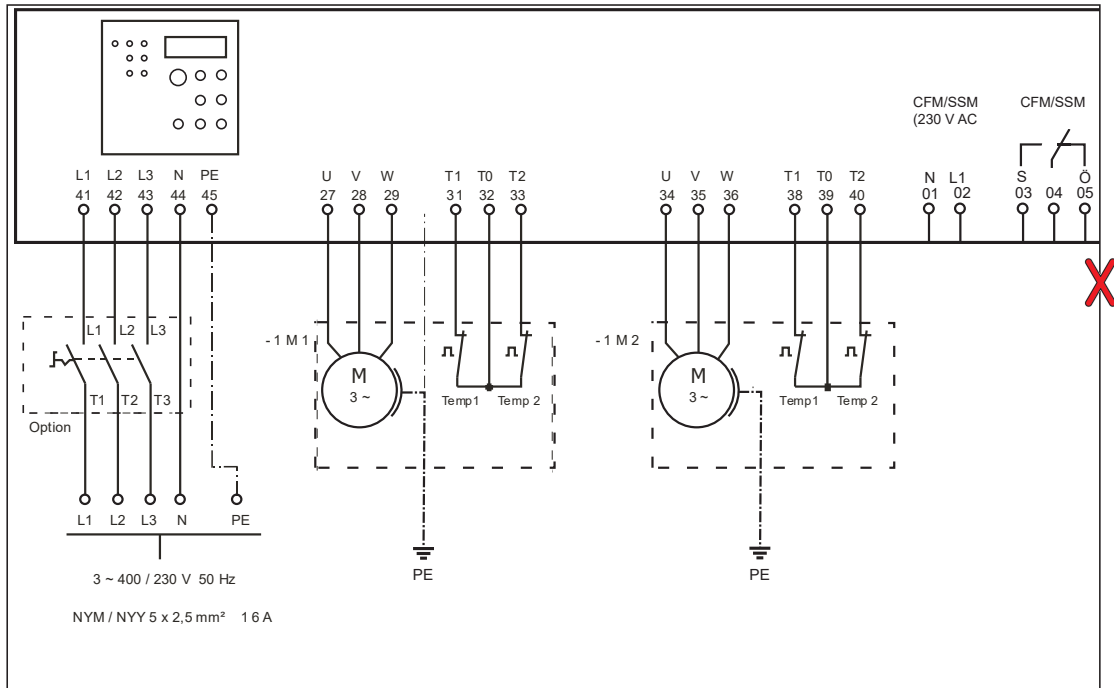 CFM/SSM CFM/SSM
(230 V AC
L1 L2 L3 N PE U V W T1 T0 T2 U V W T1 T0 T2 N L1 S Ö
41 42 43 44 45 27 28 29 31 32 33 34 35 36 38 39 40 01 02 03 04 05
L1 L2 L3
- 1 M 1 - 1 M 2
M M
3 ~ 3 ~
T1 T2 T3 Temp1 Temp 2 Temp1 Temp 2
Option
L1 L2 L3 N PE
PE PE
3 ~ 400 / 230 V 50 Hz
NYM / NYY 5 x 2,5 mm² 1 6 A